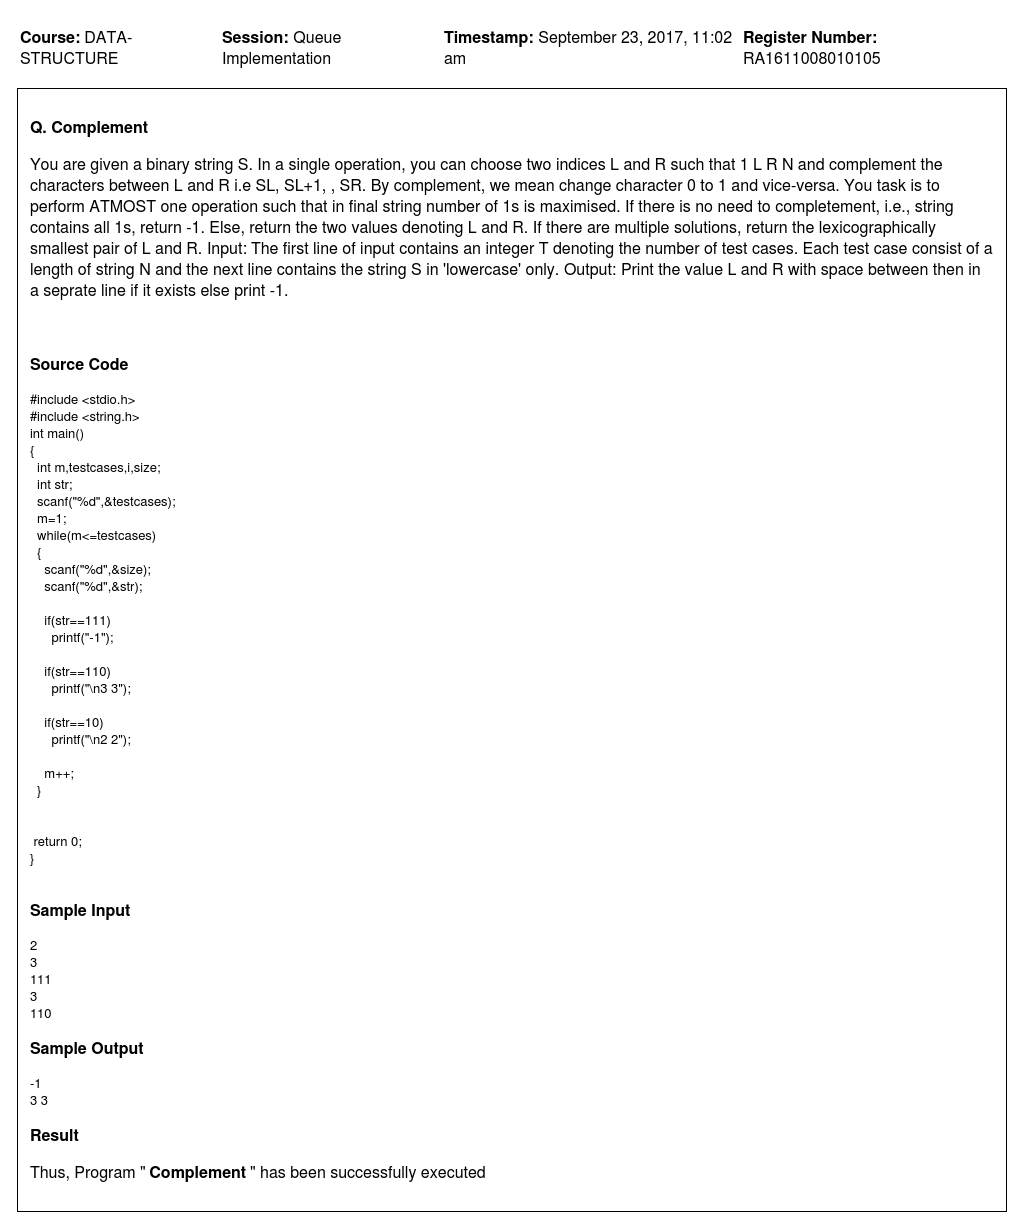 Course: DATA-STRUCTURE
Session: Queue Implementation
Timestamp: September 23, 2017, 11:02 am
Register Number: RA1611008010105
Q. Complement
You are given a binary string S. In a single operation, you can choose two indices L and R such that 1 L R N and complement the
characters between L and R i.e SL, SL+1, , SR. By complement, we mean change character 0 to 1 and vice-versa. You task is to
perform ATMOST one operation such that in final string number of 1s is maximised. If there is no need to completement, i.e., string
contains all 1s, return -1. Else, return the two values denoting L and R. If there are multiple solutions, return the lexicographically
smallest pair of L and R. Input: The first line of input contains an integer T denoting the number of test cases. Each test case consist of a
length of string N and the next line contains the string S in 'lowercase' only. Output: Print the value L and R with space between then in
a seprate line if it exists else print -1.
Source Code
#include <stdio.h>
#include <string.h>
int main()
{
int m,testcases,i,size;
int str;
scanf("%d",&testcases);
m=1;
while(m<=testcases)
{
scanf("%d",&size);
scanf("%d",&str);
if(str==111)
printf("-1");
if(str==110)
printf("\n3 3");
if(str==10)
printf("\n2 2");
m++;
}
return 0;
}
Sample Input
2
3
111
3
110
Sample Output
-1
3 3
Result
Thus, Program " Complement " has been successfully executed